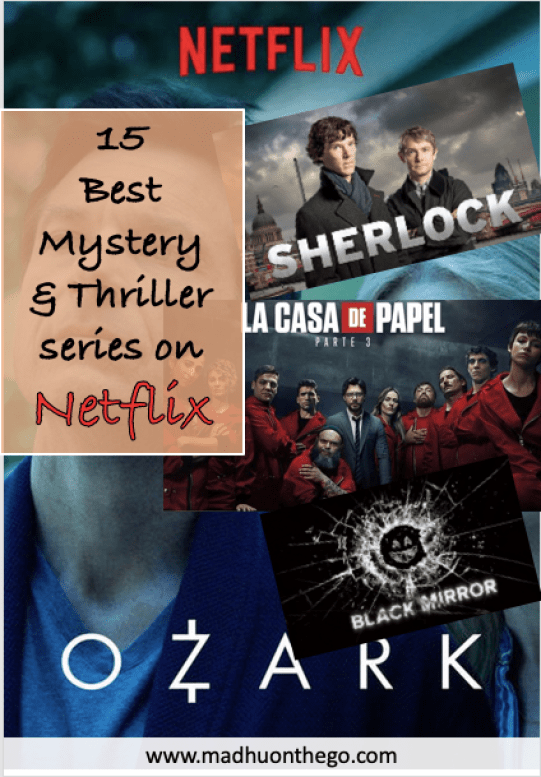 NETFLIX
15
Best
Mystery
& Thriller
series on
Netflix
SHERLOCK
LA CASA DE PAPEL
PARTE 3
BLACK MIRROR
OZARK
www.madhuonthego.com